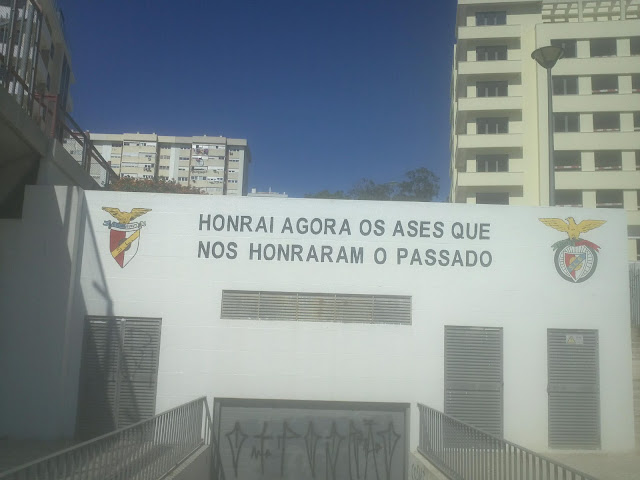 HONRAI AGORA OS ASES QUE
NOS HONRARAM O PASSADO